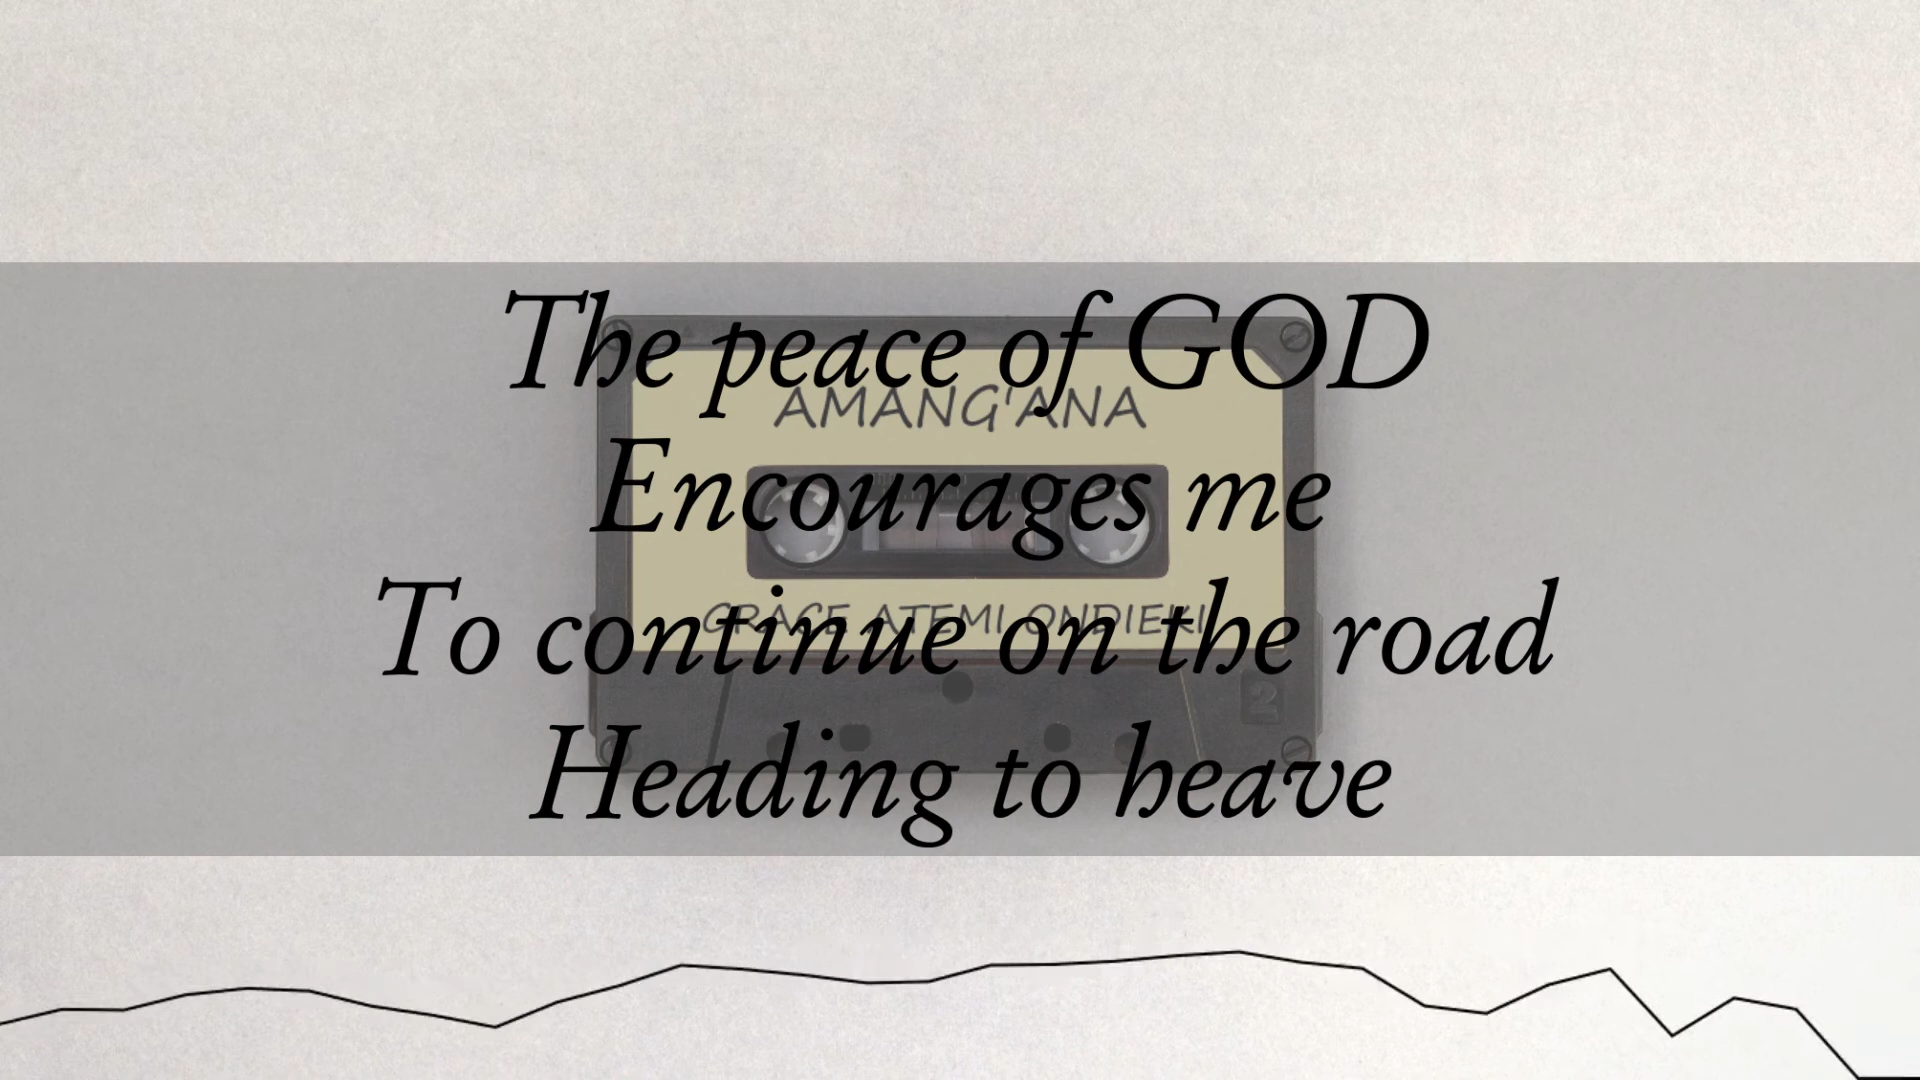 The peace of GOD
AMANG'ANA
Encourages me
GRACE ATEMI ONDIEKI
To continue on the road
2
Heading to heave